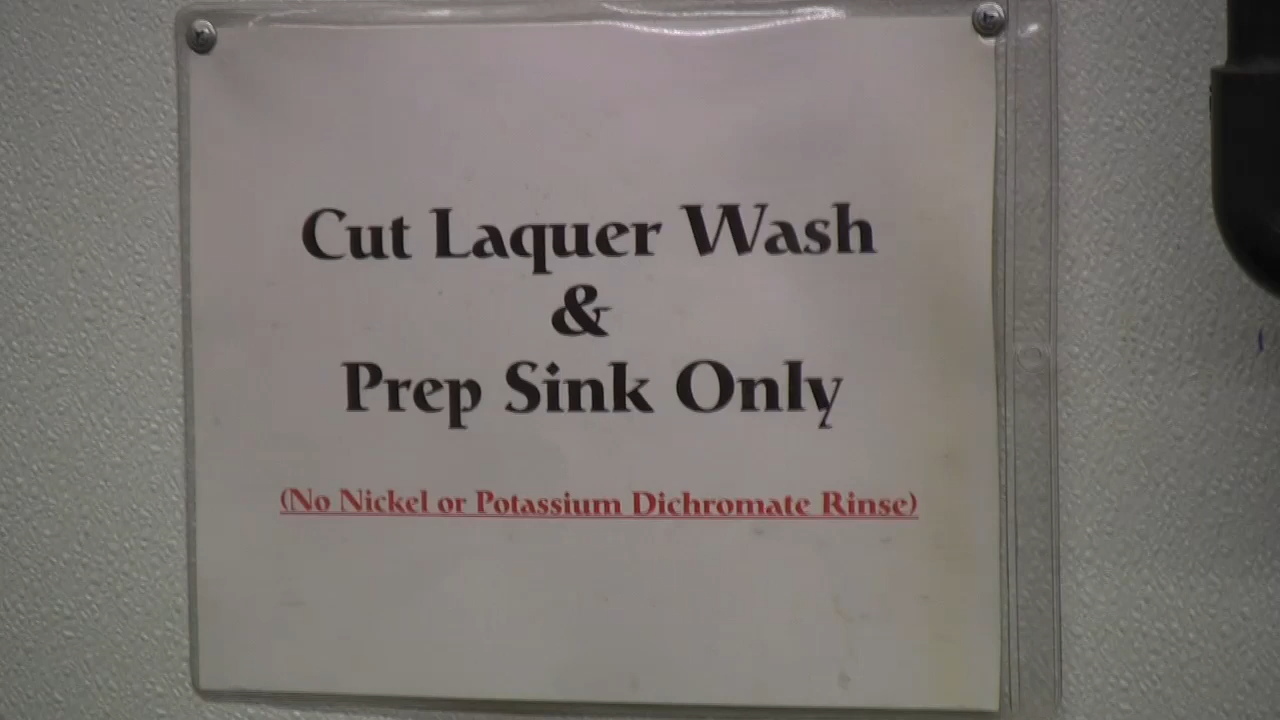 Cut Laquer Wash
&
Prep Sink Only
(No Nickel or Potassium Dichromate Rinse)